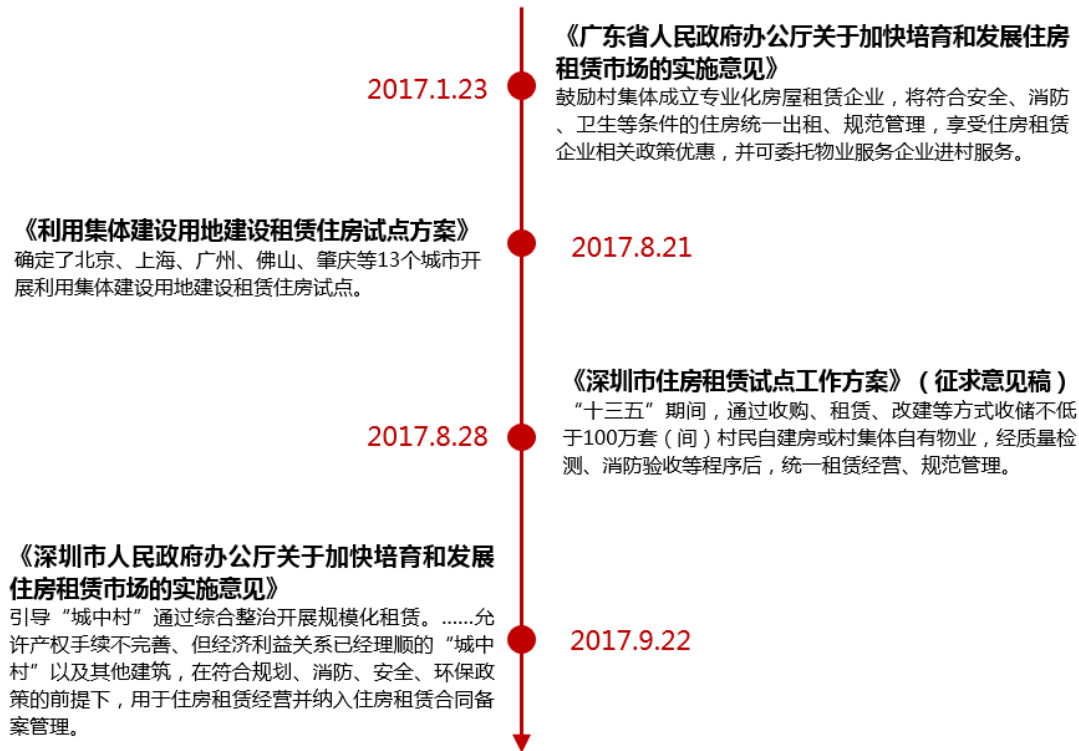 2017.1.23
《广东省人民政府办公厅关于加快培育和发展住房
租赁市场的实施意见》
鼓励村集体成立专业化房屋租赁企业，将符合安全、消防
、卫生等条件的住房统一出租、规范管理，享受住房租赁
企业相关政策优惠，并可委托物业服务企业进村服务。
《利用集体建设用地建设租赁住房试点方案》
确定了北京、上海、广州、佛山、肇庆等13个城市开
展利用集体建设用地建设租赁住房试点。
2017.8.21
2017.8.28
《深圳市住房租赁试点工作方案》（征求意见稿）
“十三五”期间，通过收购、租赁、改建等方式收储不低
于100万套（间）村民自建房或村集体自有物业，经质量检
测、消防验收等程序后，统一租赁经营、规范管理。
《深圳市人民政府办公厅关于加快培育和发展
住房租赁市场的实施意见》
引导“城中村”通过综合整治开展规模化租赁。……允
许产权手续不完善、但经济利益关系已经理顺的“城中
村”以及其他建筑，在符合规划、消防、安全、环保政
策的前提下，用于住房租赁经营并纳入住房租赁合同备
案管理。
2017.9.22